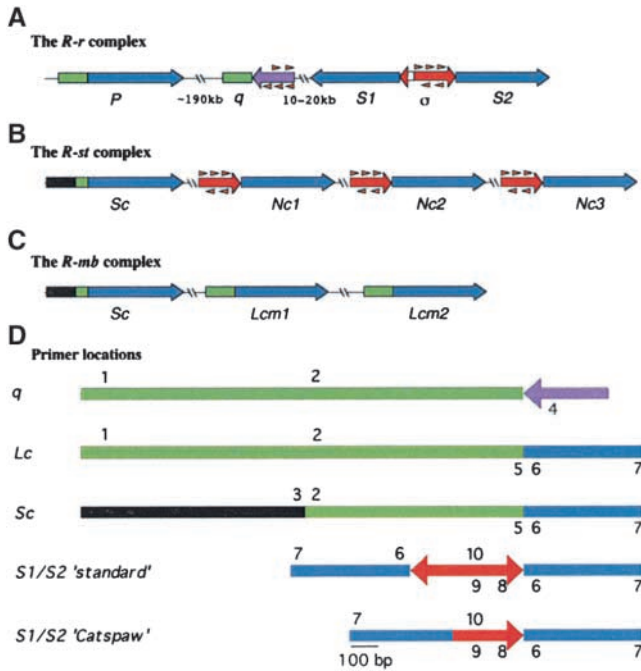 A
The R-r complex
P
~190kb
q
10-20kb
S1
σ
S2
B
The R-st complex
Sc
Nc1
Nc2
Nc3
C
The R-mb complex
Sc
Lcm1
Lcm2
D
Primer locations
1 2
q
4
1 2
Lc
5 6 7
3 2
Sc
5 6 7
7 6 10
S1/S2 'standard'
9 8 6 7
7 10
S1/S2 'Catspaw'
9 8 6 7
100 bp